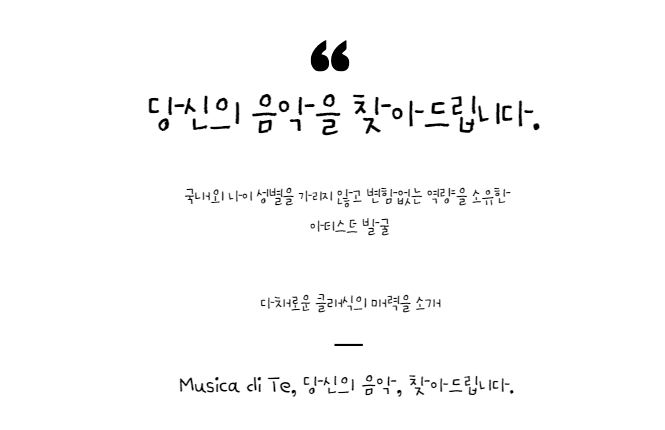 ❝
당신의 음악을 찾아드립니다.
국내외 나이 성별을 가리지 않고 변함없는 역량을 소유한
아티스트 발굴
다채로운 클래식의 매력을 소개
Musica di Te, 당신의 음악, 찾아드립니다.